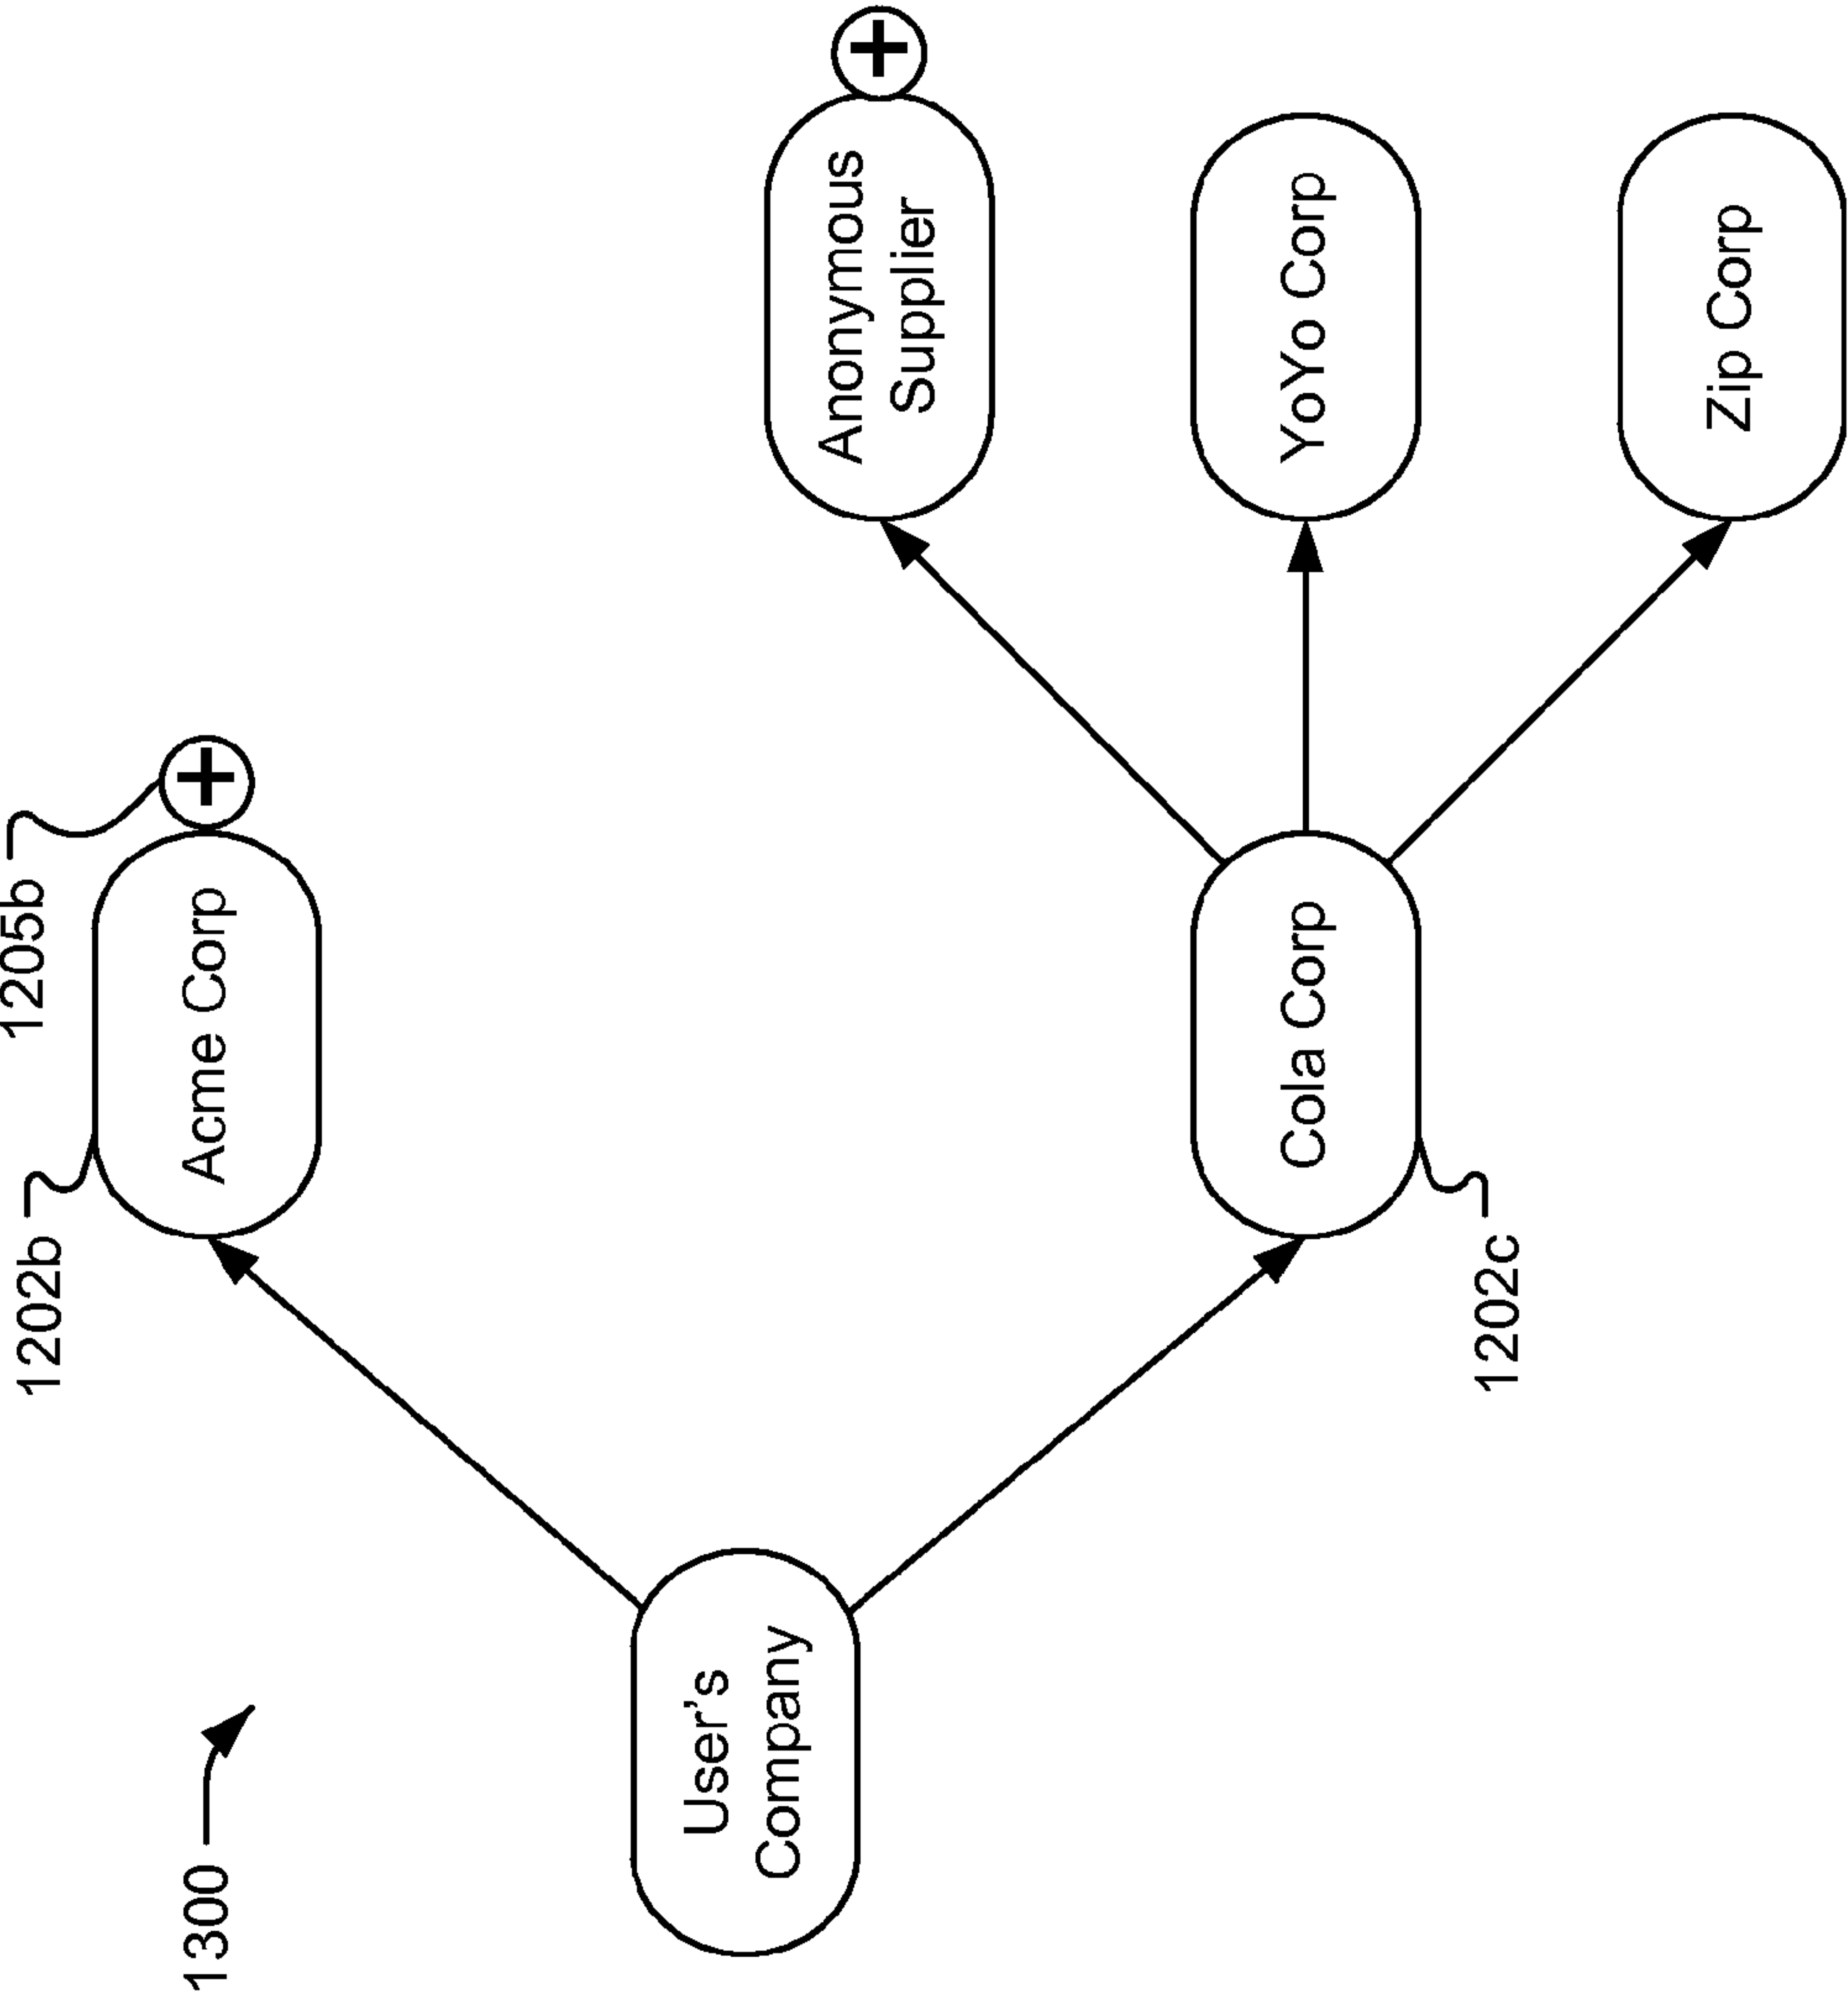 1300
1202b
1205b
Acme Corp
+
User's
Company
Anonymous
Supplier
+
Cola Corp
YoYo Corp
1202c
Zip Corp